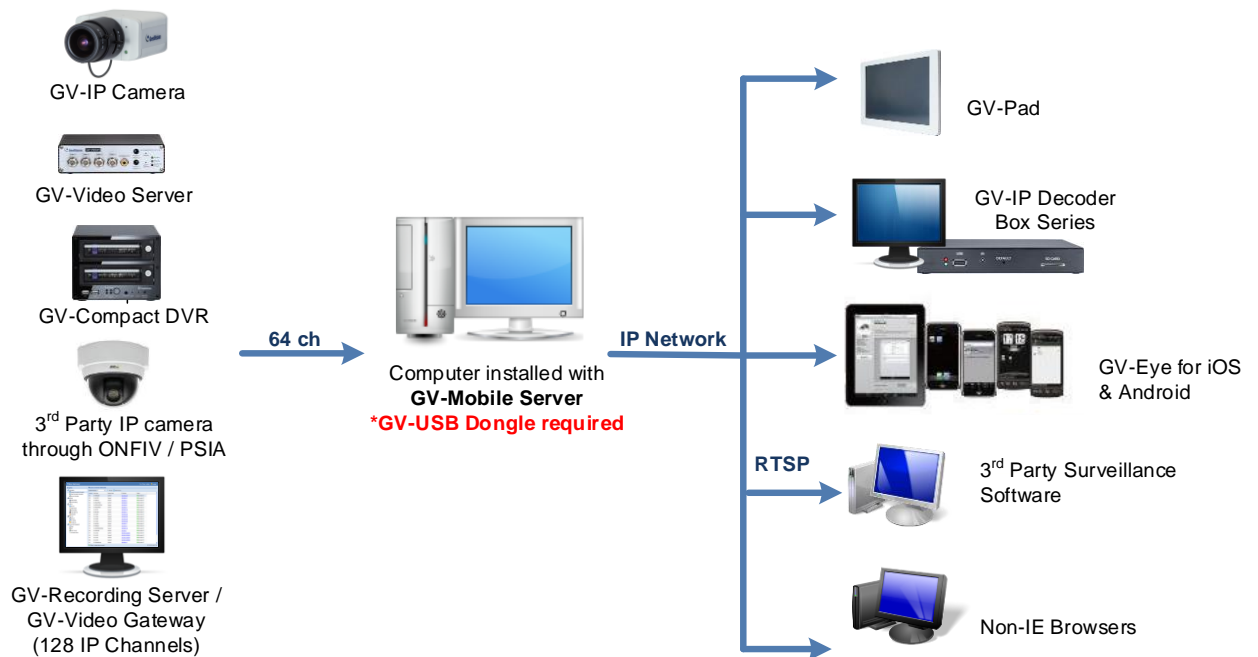 GV-IP Camera
GV-Video Server
GV-Compact DVR
3rd Party IP camera
through ONFIV / PSIA
GV-Recording Server /
GV-Video Gateway
(128 IP Channels)
64 ch
Computer installed with
GV-Mobile Server
*GV-USB Dongle required
IP Network
RTSP
GV-Pad
GV-IP Decoder
Box Series
DEFAULT
GV-Eye for iOS
& Android
3rd Party Surveillance
Software
Non-IE Browsers